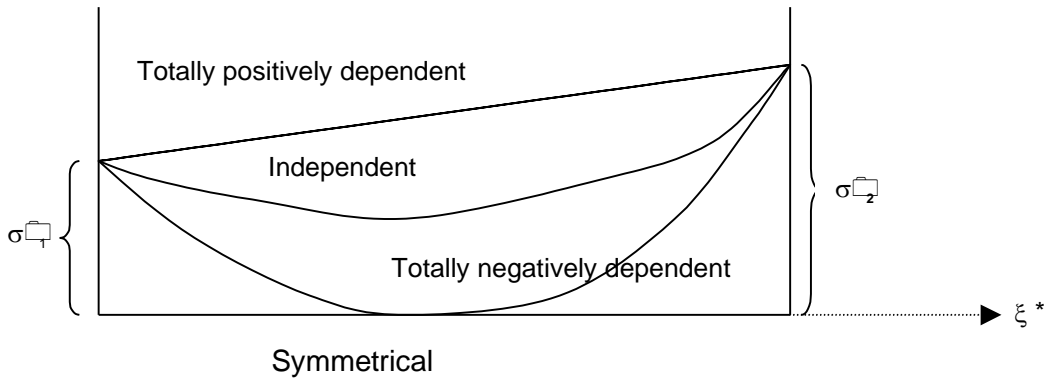 Totally positively dependent
Independent
σ1
σ2
Totally negatively dependent
ξ *
Symmetrical